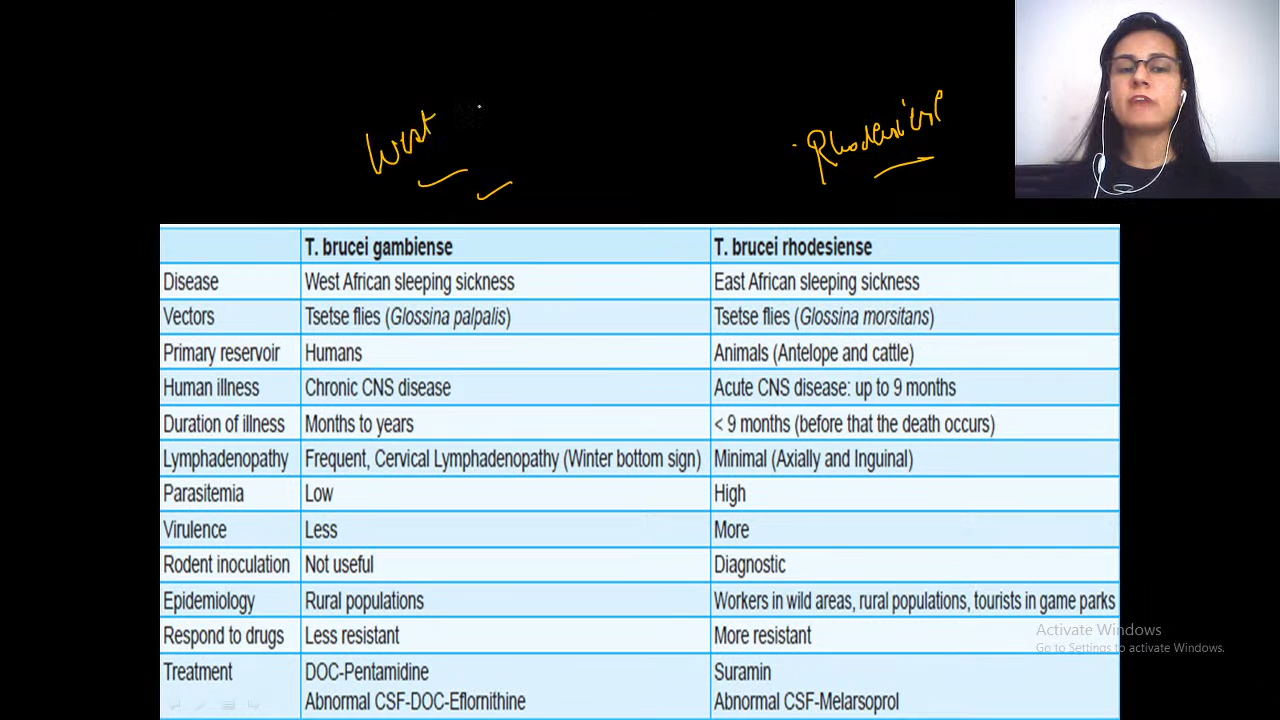 West
Rhodesiense
T. brucei gambiense T. brucei rhodesiense
Disease West African sleeping sickness East African sleeping sickness
Vectors Tsetse flies (Glossina palpalis) Tsetse flies (Glossina morsitans)
Primary reservoir Humans Animals (Antelope and cattle)
Human illness Chronic CNS disease Acute CNS disease: up to 9 months
Duration of illness Months to years < 9 months (before that the death occurs)
Lymphadenopathy Frequent, Cervical Lymphadenopathy (Winter bottom sign) Minimal (Axially and Inguinal)
Parasitemia Low High
Virulence Less More
Rodent inoculation Not useful Diagnostic
Epidemiology Rural populations Workers in wild areas, rural populations, tourists in game parks
Respond to drugs Less resistant More resistant
Activate Windows
Go to Settings to activate Windows.
Treatment DOC-Pentamidine Suramin
Abnormal CSF-DOC-Eflornithine Abnormal CSF-Melarsoprol